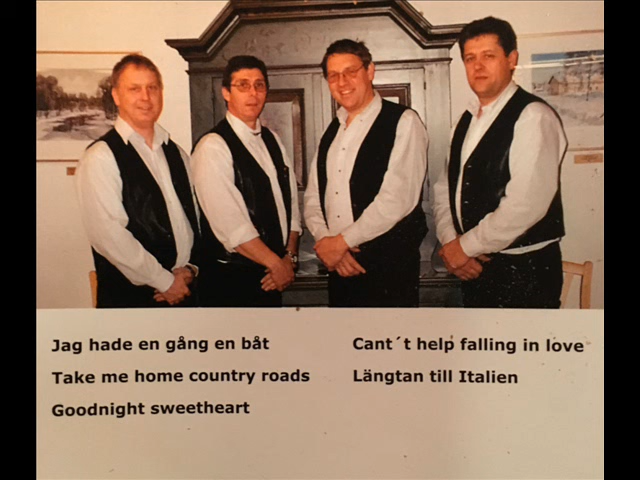 Jag hade en gång en båt
Take me home country roads
Goodnight sweetheart
Cant´t help falling in love
Längtan till Italien